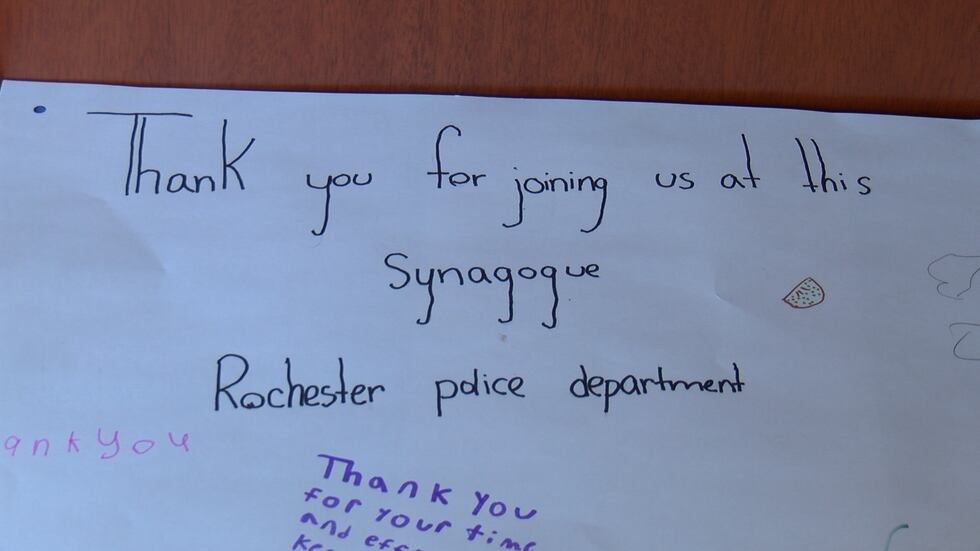 Thank you for joining us at this
Synagogue
Rochester police department
ank you
Thank you
for your time
and